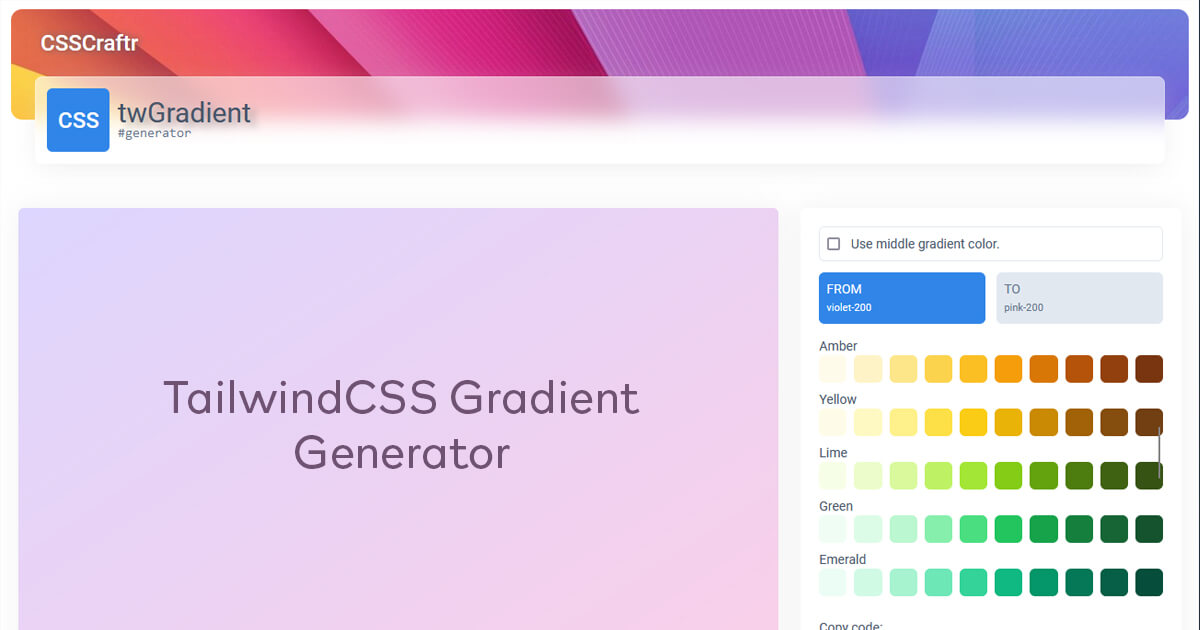 CSSCraftr
CSS
twGradient
#generator
TailwindCSS Gradient
Generator
Use middle gradient color.
FROM
violet-200
TO
pink-200
Amber
Yellow
Lime
Green
Emerald
Copy code: